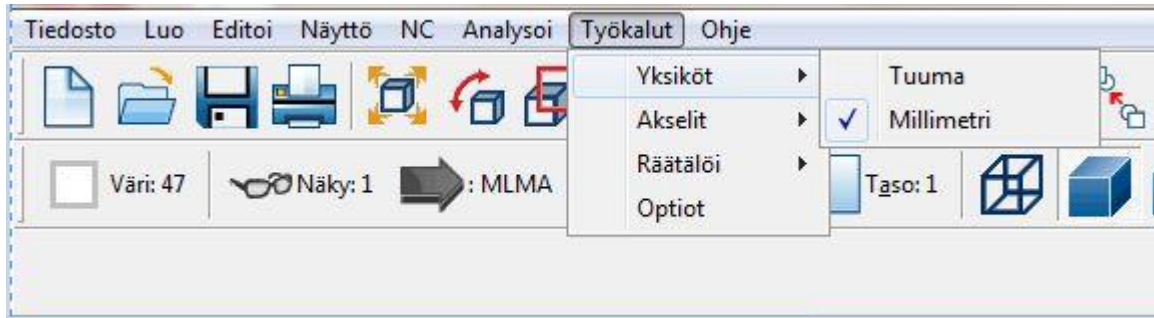 Tiedosto Luo Editoi Näyttö NC Analysoi Työkalut Ohje
Yksiköt Tuuma
Akselit Millimetri
Väri: 47 Näky: 1 : MLMA Räätälöi Taso: 1
Optiot